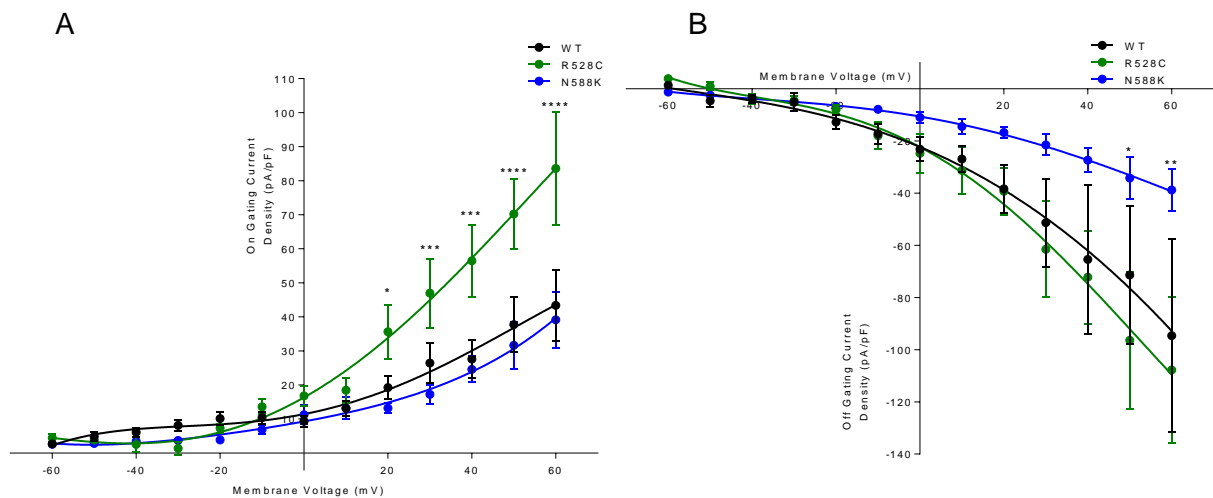 A
WT
R528C
N588K
On Gating Current
Density (pA/pF)
110
100
90
80
70
60
50
40
30
20
10
****
****
***
***
*
-60
-40
-20
20
40
60
Membrane Voltage (mV)
B
WT
R528C
N588K
Membrane Voltage (mV)
-60
-40
-20
20
40
60
-20
-40
-60
-80
-100
-120
-140
*
**
Off Gating Current
Density (pA/pF)